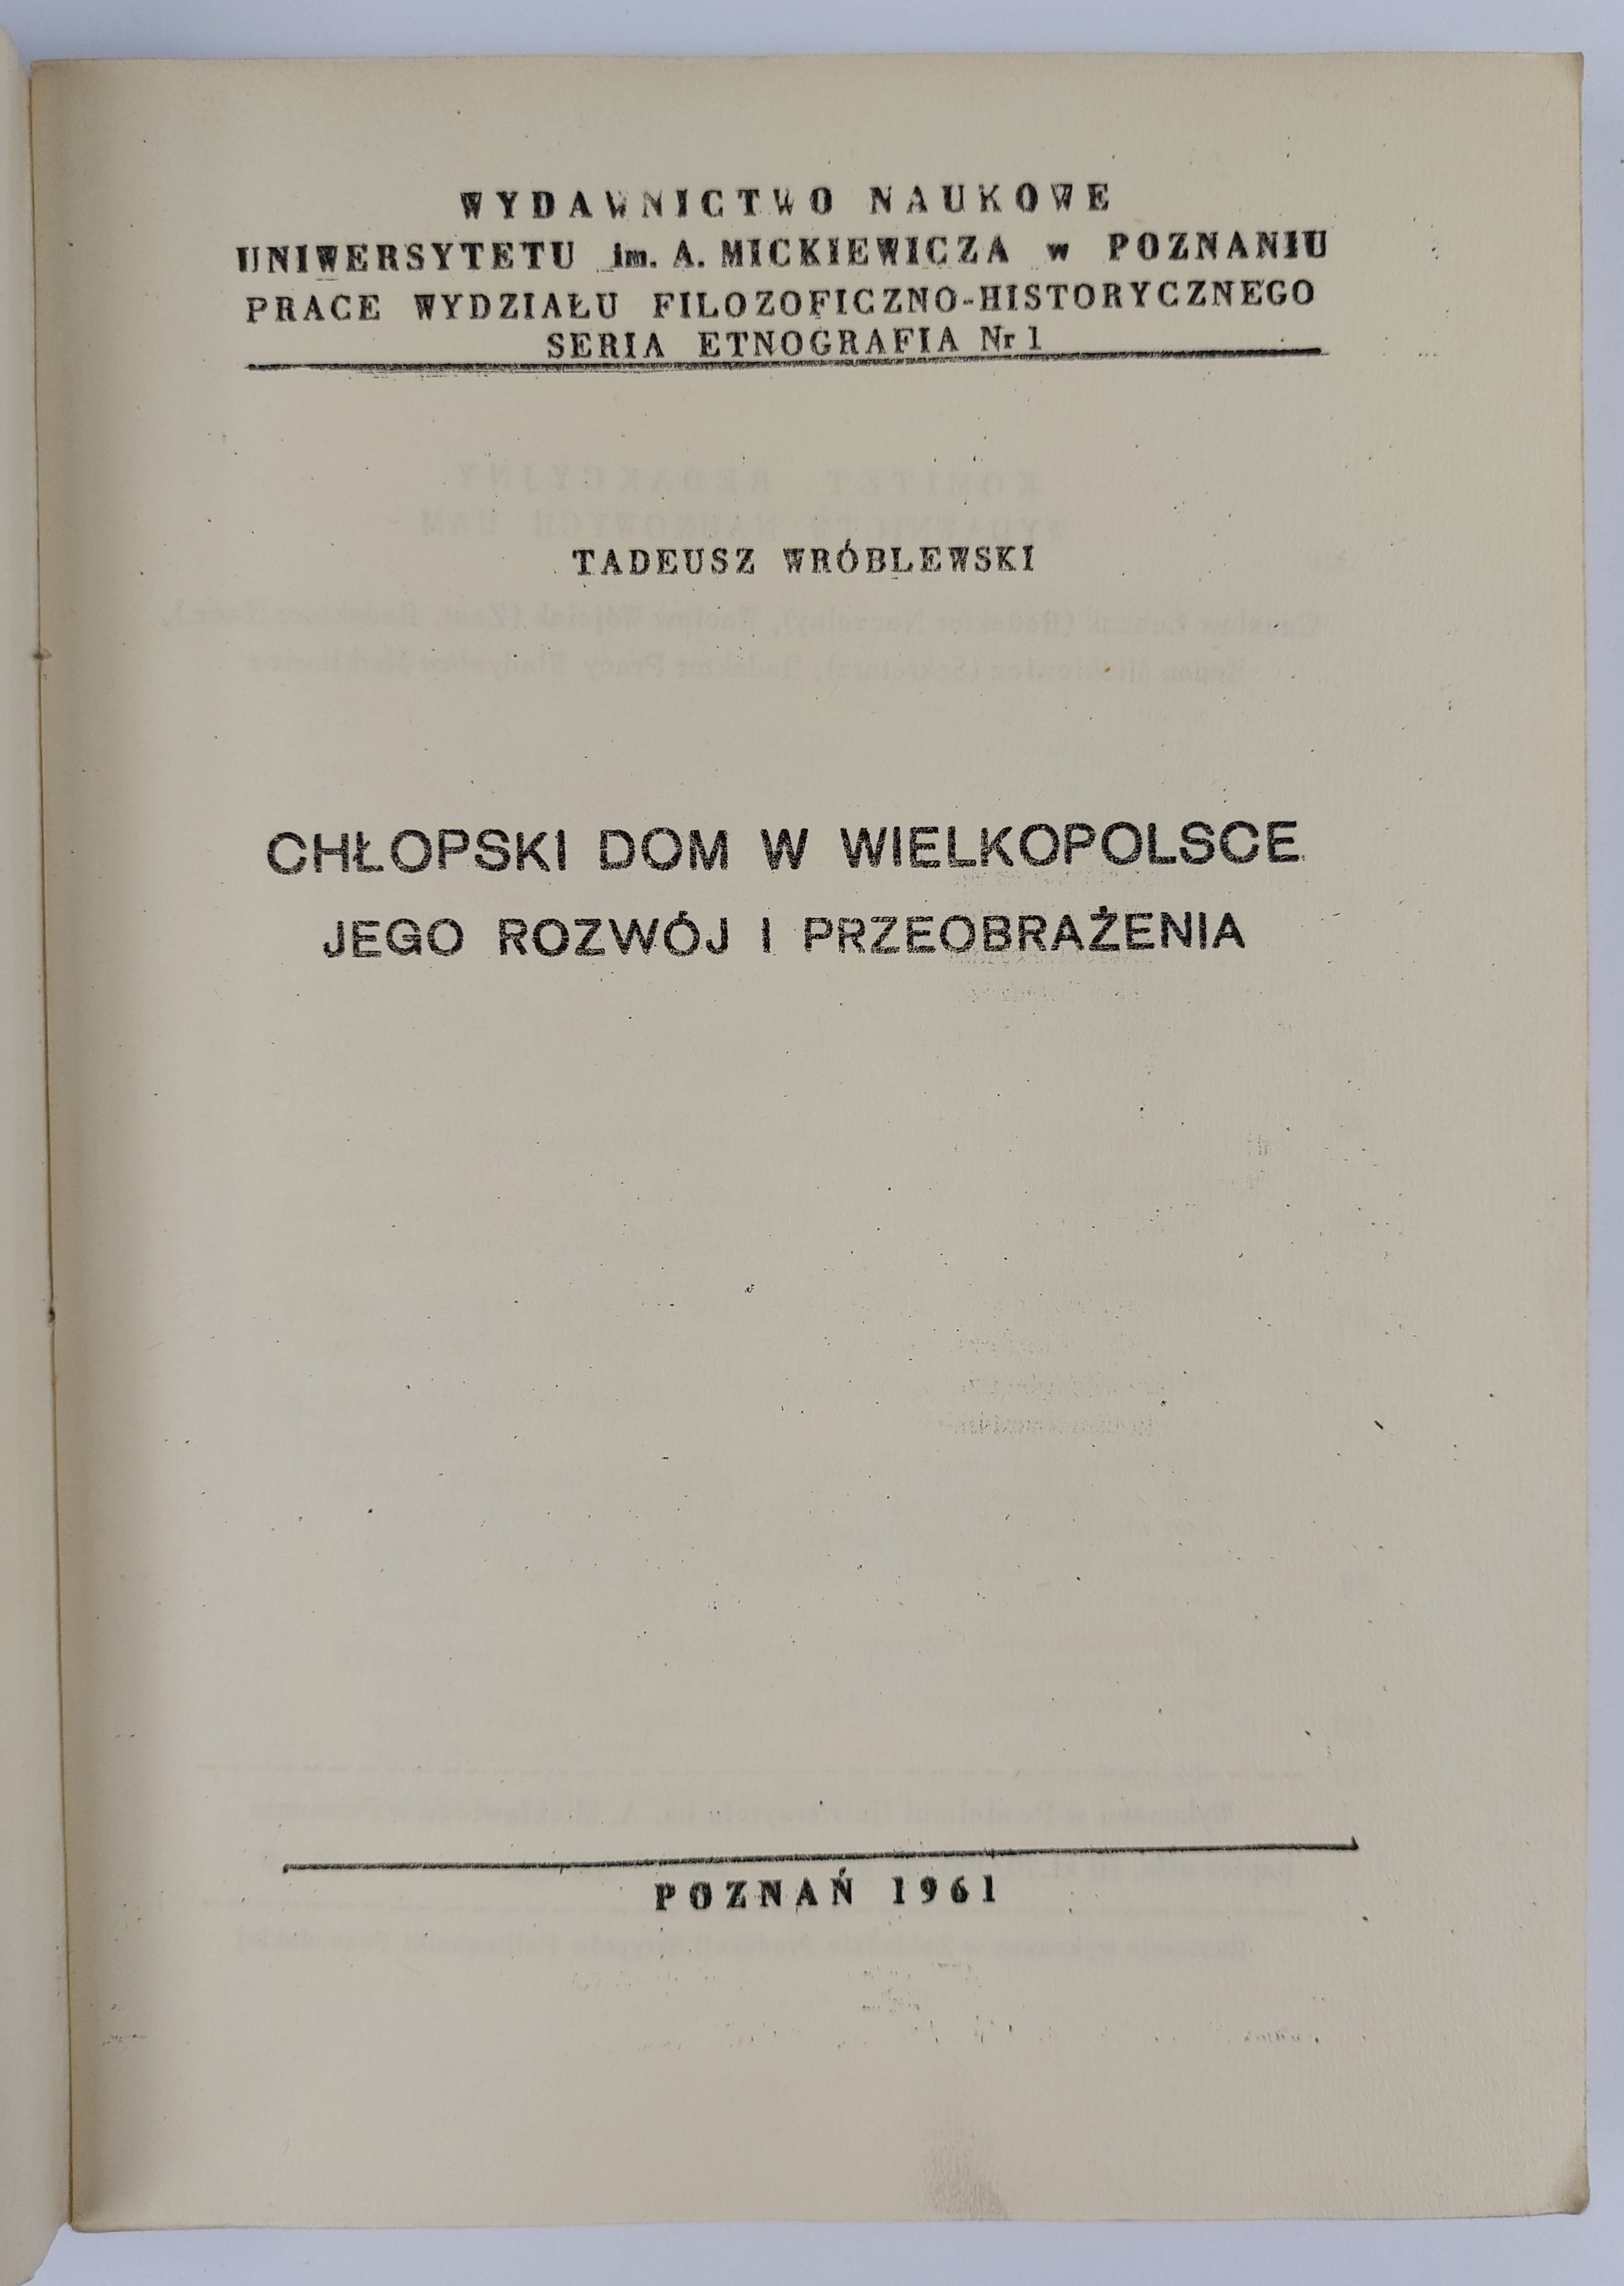 WYDAWNICTWO NAUKOWE
UNIWERSYTETU im. A. MICKIEWICZA w POZNANIU
PRACE WYDZIAŁU FILOZOFICZNO-HISTORYCZNEGO
SERIA ETNOGRAFIA Nr 1
TADEUSZ WRÓBLEWSKI
CHŁOPSKI DOM W WIELKOPOLSCE
JEGO ROZWÓJ I PRZEOBRAŻENIA
POZNAŃ 1961